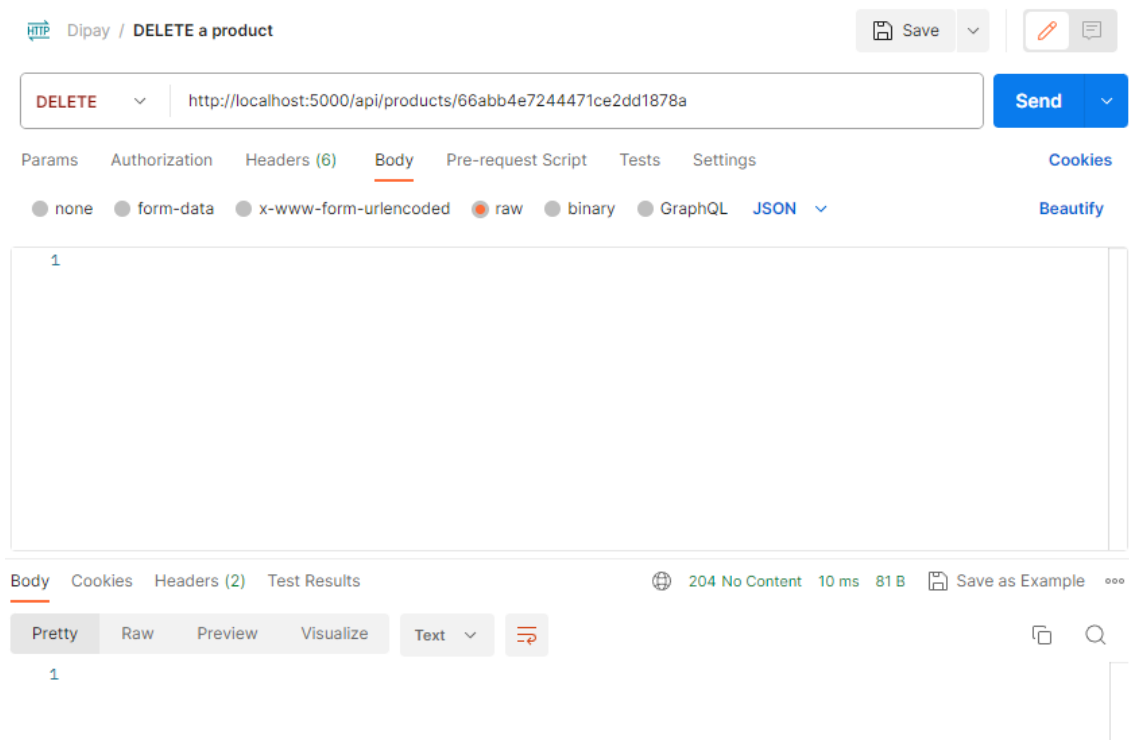 HTTP Dipay / DELETE a product Save
DELETE http://localhost:5000/api/products/66abb4e7244471ce2dd1878a Send
Params Authorization Headers (6) Body Pre-request Script Tests Settings Cookies
none form-data x-www-form-urlencoded raw binary GraphQL JSON Beautify
1
Body Cookies Headers (2) Test Results 204 No Content 10 ms 81 B Save as Example
Pretty Raw Preview Visualize Text
1